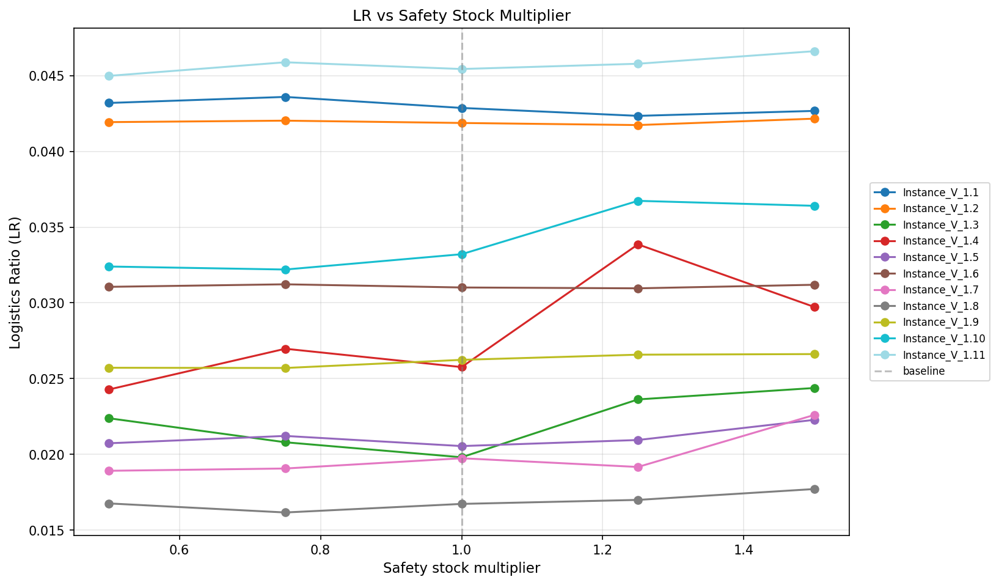 LR vs Safety Stock Multiplier
Logistics Ratio (LR)
0.045
0.040
0.035
0.030
0.025
0.020
0.015
0.6
0.8
1.0
1.2
1.4
Safety stock multiplier
Instance_V_1.1
Instance_V_1.2
Instance_V_1.3
Instance_V_1.4
Instance_V_1.5
Instance_V_1.6
Instance_V_1.7
Instance_V_1.8
Instance_V_1.9
Instance_V_1.10
Instance_V_1.11
baseline